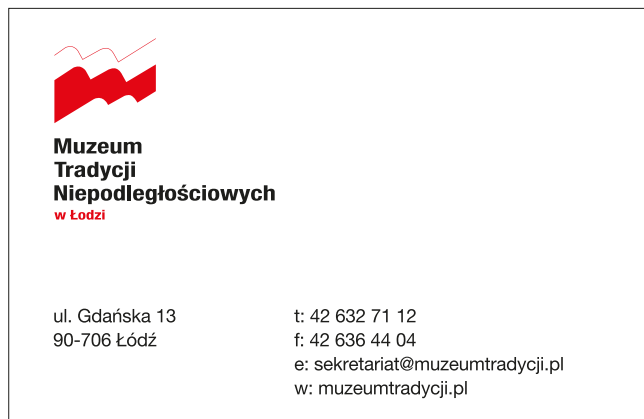 Muzeum
Tradycji
Niepodległościowych
w Łodzi
ul. Gdańska 13
90-706 Łódź
t: 42 632 71 12
f: 42 636 44 04
e: sekretariat@muzeumtradycji.pl
w: muzeumtradycji.pl